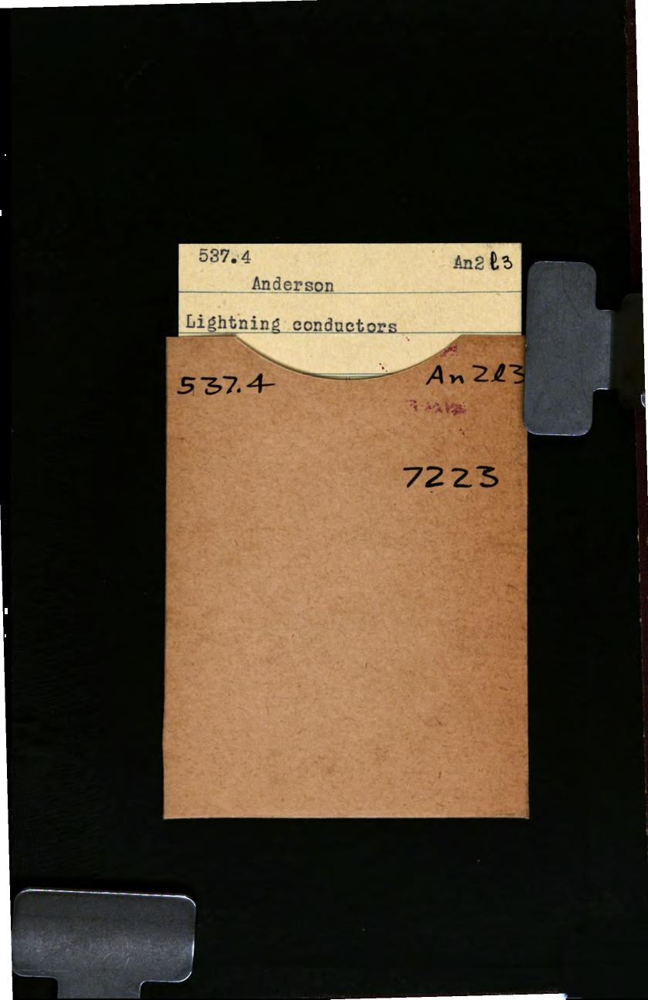 537.4 An2l3
Anderson
Lightning conductors
537.4 An2l3
7223